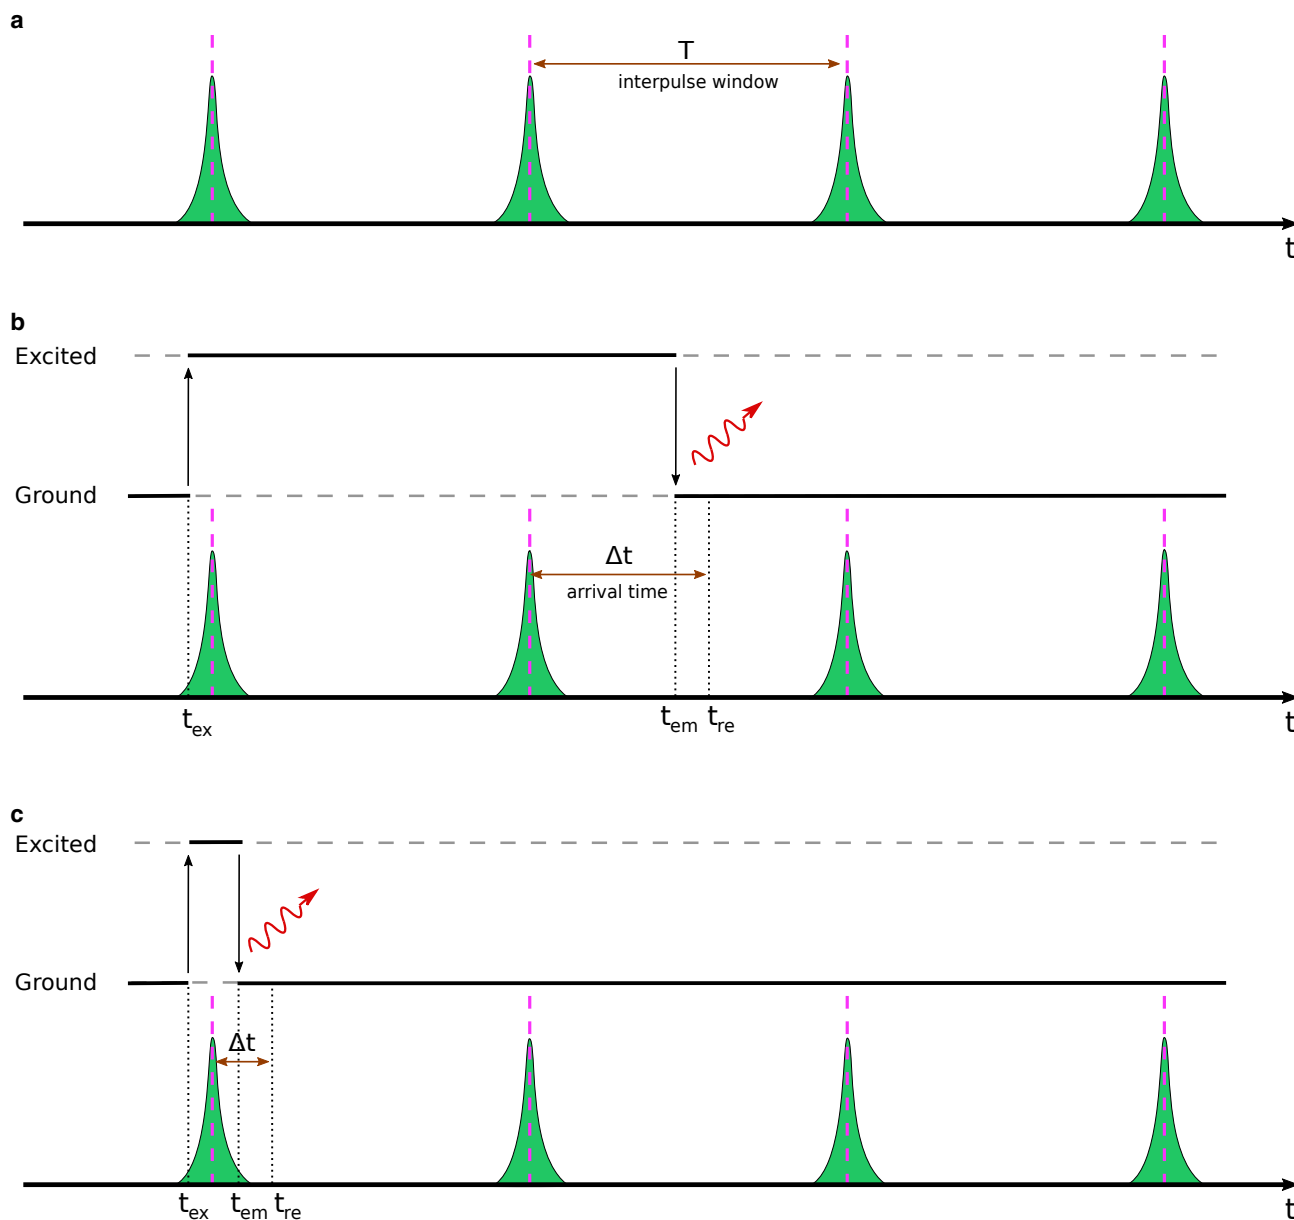 a
T
interpulse window
t
b
Excited
Ground
Δt
arrival time
t_ex
t_em
t_re
t
c
Excited
Ground
Δt
t_ex
t_em
t_re
t